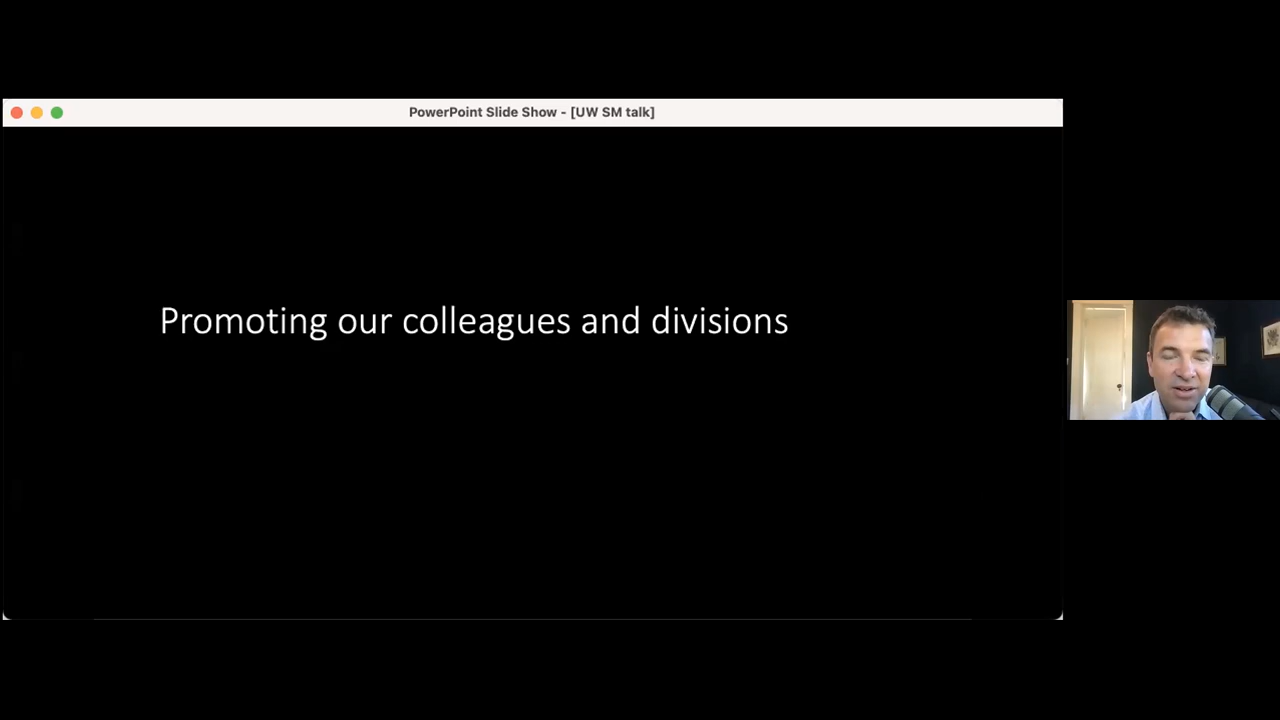 PowerPoint Slide Show - [UW SM talk]
Promoting our colleagues and divisions